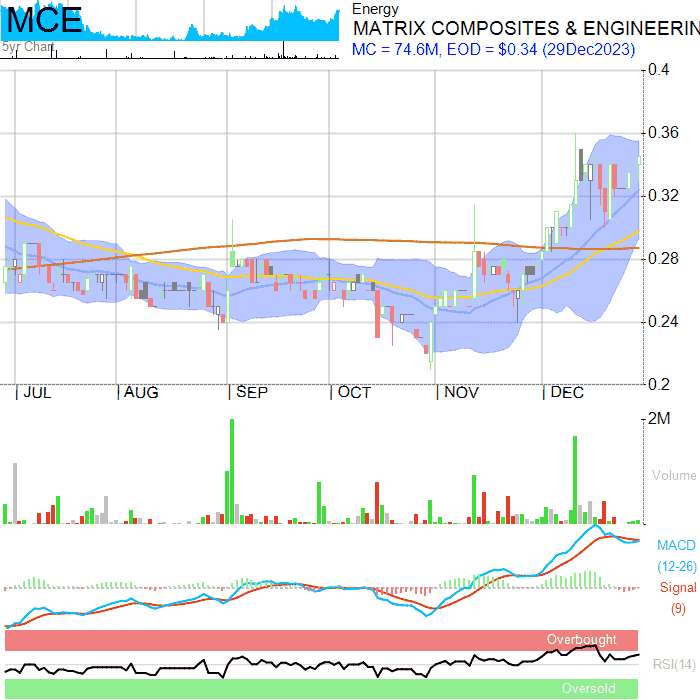 MCE
5yr Chart
Energy
MATRIX COMPOSITES & ENGINEERIN
MC = 74.6M, EOD = $0.34 (29Dec2023)
0.4
0.36
0.32
0.28
0.24
0.2
JUL AUG SEP OCT NOV DEC
2M
Volume
MACD
(12-26)
Signal
(9)
Overbought
RSI(14)
Oversold